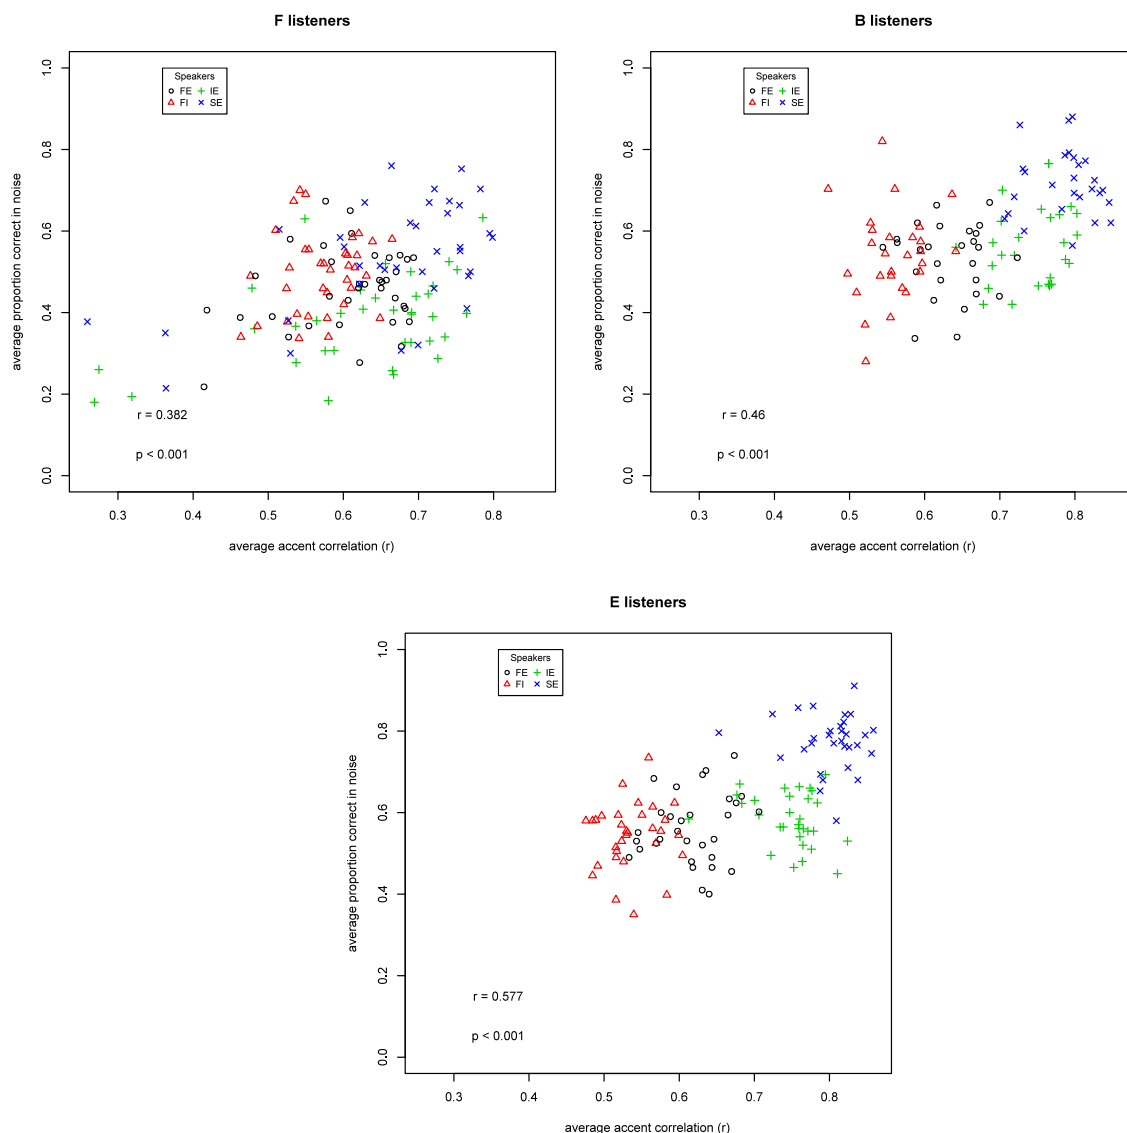 F listeners
Speakers
FE IE
FI SE
average proportion correct in noise
1.0
0.8
0.6
0.4
0.2
0.0
r = 0.382
p < 0.001
0.3 0.4 0.5 0.6 0.7 0.8
average accent correlation (r)
B listeners
Speakers
FE IE
FI SE
average proportion correct in noise
1.0
0.8
0.6
0.4
0.2
0.0
r = 0.46
p < 0.001
0.3 0.4 0.5 0.6 0.7 0.8
average accent correlation (r)
E listeners
Speakers
FE IE
FI SE
average proportion correct in noise
1.0
0.8
0.6
0.4
0.2
0.0
r = 0.577
p < 0.001
0.3 0.4 0.5 0.6 0.7 0.8
average accent correlation (r)